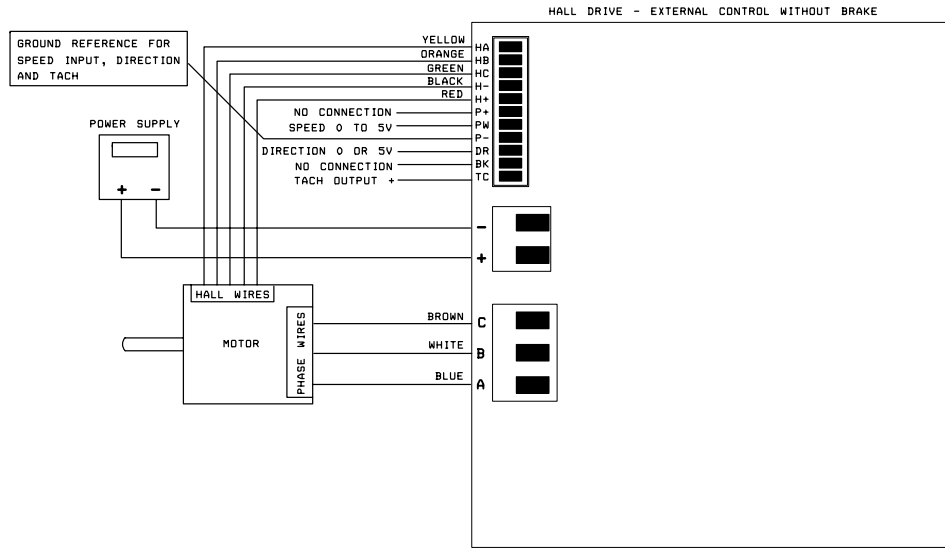 HALL DRIVE - EXTERNAL CONTROL WITHOUT BRAKE
GROUND REFERENCE FOR
SPEED INPUT, DIRECTION
AND TACH
YELLOW HA
ORANGE HB
GREEN HC
BLACK H-
RED H+
NO CONNECTION P+
SPEED 0 TO 5V PW
P-
DIRECTION 0 OR 5V DR
NO CONNECTION BK
TACH OUTPUT + TC
POWER SUPPLY
+ -
-
+
HALL WIRES
MOTOR
PHASE WIRES
BROWN C
WHITE B
BLUE A